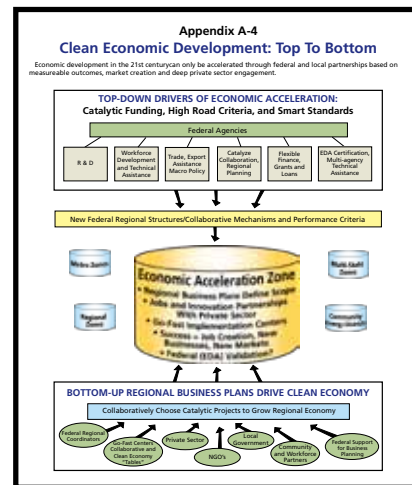 Appendix A-4
Clean Economic Development: Top To Bottom
Economic development in the 21st centurycan only be accelerated through federal and local partnerships based on
measureable outcomes, market creation and deep private sector engagement.
TOP-DOWN DRIVERS OF ECONOMIC ACCELERATION:
Catalytic Funding, High Road Criteria, and Smart Standards
Federal Agencies
R & D
Workforce
Development
and Technical
Assistance
Trade, Export
Assistance
Macro Policy
Catalyze
Collaboration,
Regional
Planning
Flexible
Finance,
Grants and
Loans
EDA Certification,
Multi-agency
Technical
Assistance
New Federal Regional Structures/Collaborative Mechanisms and Performance Criteria
Metro Zones
Regional
Zones
Economic Acceleration Zone
• Regional Business Plans Define Scope
• Jobs and Innovation Partnerships
With Private Sector
• Go-Fast Implementation Centers
• Success = Job Creation, New
Businesses, New Markets
• Federal (EDA) Validation?
Zones
Community
BOTTOM-UP REGIONAL BUSINESS PLANS DRIVE CLEAN ECONOMY
Collaboratively Choose Catalytic Projects to Grow Regional Economy
Federal Regional
Coordinators
Go-Fast Centers
Collaborative and
Clean Economy
"Tables"
Private Sector
NGO's
Local
Government
Community
and Workforce
Partners
Federal Support
for Business
Planning